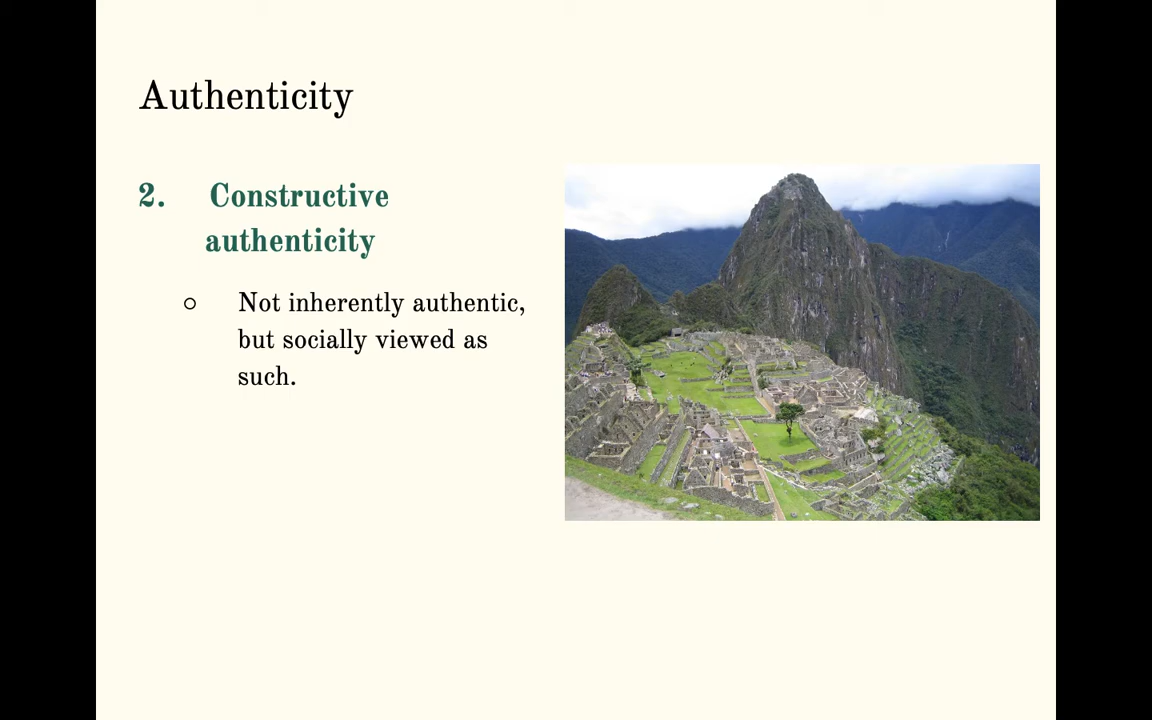 Authenticity
2. Constructive
authenticity
○ Not inherently authentic,
but socially viewed as
such.